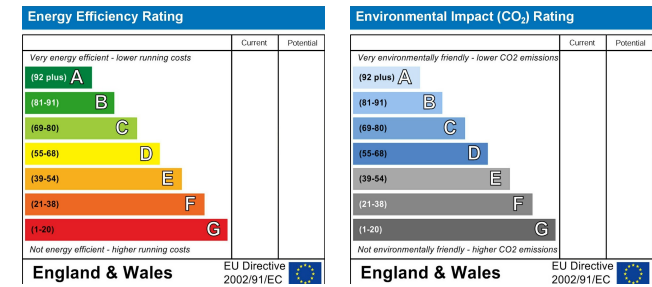 Energy Efficiency Rating
Current Potential
Very energy efficient - lower running costs
(92 plus) A
(81-91) B
(69-80) C
(55-68) D
(39-54) E
(21-38) F
(1-20) G
Not energy efficient - higher running costs
England & Wales
EU Directive
2002/91/EC
Environmental Impact (CO₂) Rating
Current Potential
Very environmentally friendly - lower CO2 emissions
(92 plus) A
(81-91) B
(69-80) C
(55-68) D
(39-54) E
(21-38) F
(1-20) G
Not environmentally friendly - higher CO2 emissions
England & Wales
EU Directive
2002/91/EC